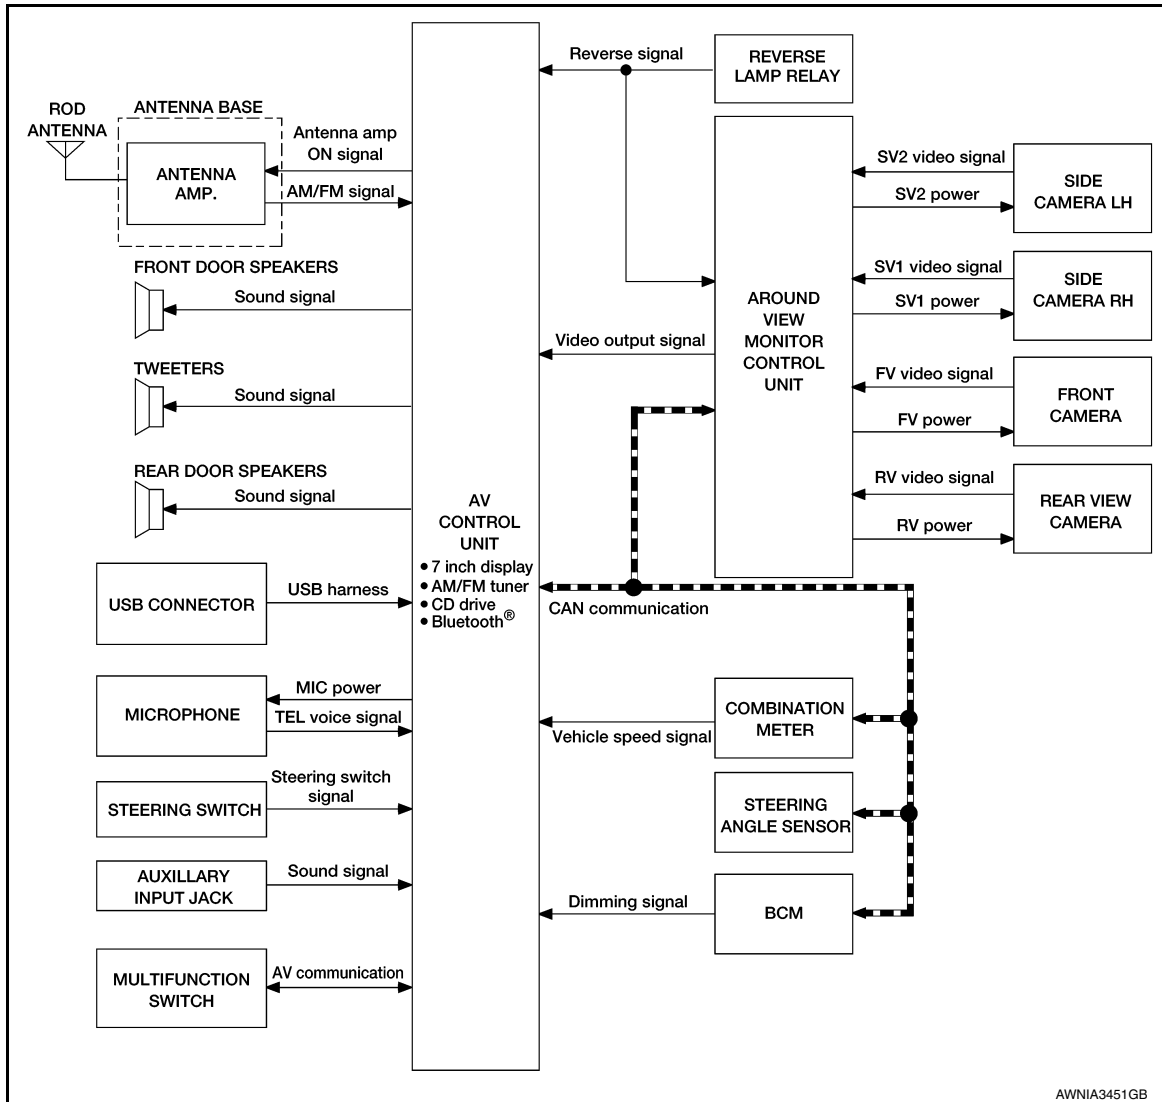 ROD
ANTENNA
ANTENNA BASE
ANTENNA
AMP.
Antenna amp
ON signal
AM/FM signal
FRONT DOOR SPEAKERS
Sound signal
TWEETERS
Sound signal
REAR DOOR SPEAKERS
Sound signal
USB CONNECTOR
USB harness
MICROPHONE
MIC power
TEL voice signal
STEERING SWITCH
Steering switch
signal
AUXILLARY
INPUT JACK
Sound signal
MULTIFUNCTION
SWITCH
AV communication
AV
CONTROL
UNIT
• 7 inch display
• AM/FM tuner
• CD drive
• Bluetooth®
Reverse signal
REVERSE
LAMP RELAY
Video output signal
AROUND
VIEW
MONITOR
CONTROL
UNIT
SV2 video signal
SV2 power
SIDE
CAMERA LH
SV1 video signal
SV1 power
SIDE
CAMERA RH
FV video signal
FV power
FRONT
CAMERA
RV video signal
RV power
REAR VIEW
CAMERA
CAN communication
Vehicle speed signal
COMBINATION
METER
STEERING
ANGLE SENSOR
Dimming signal
BCM
AWNIA3451GB